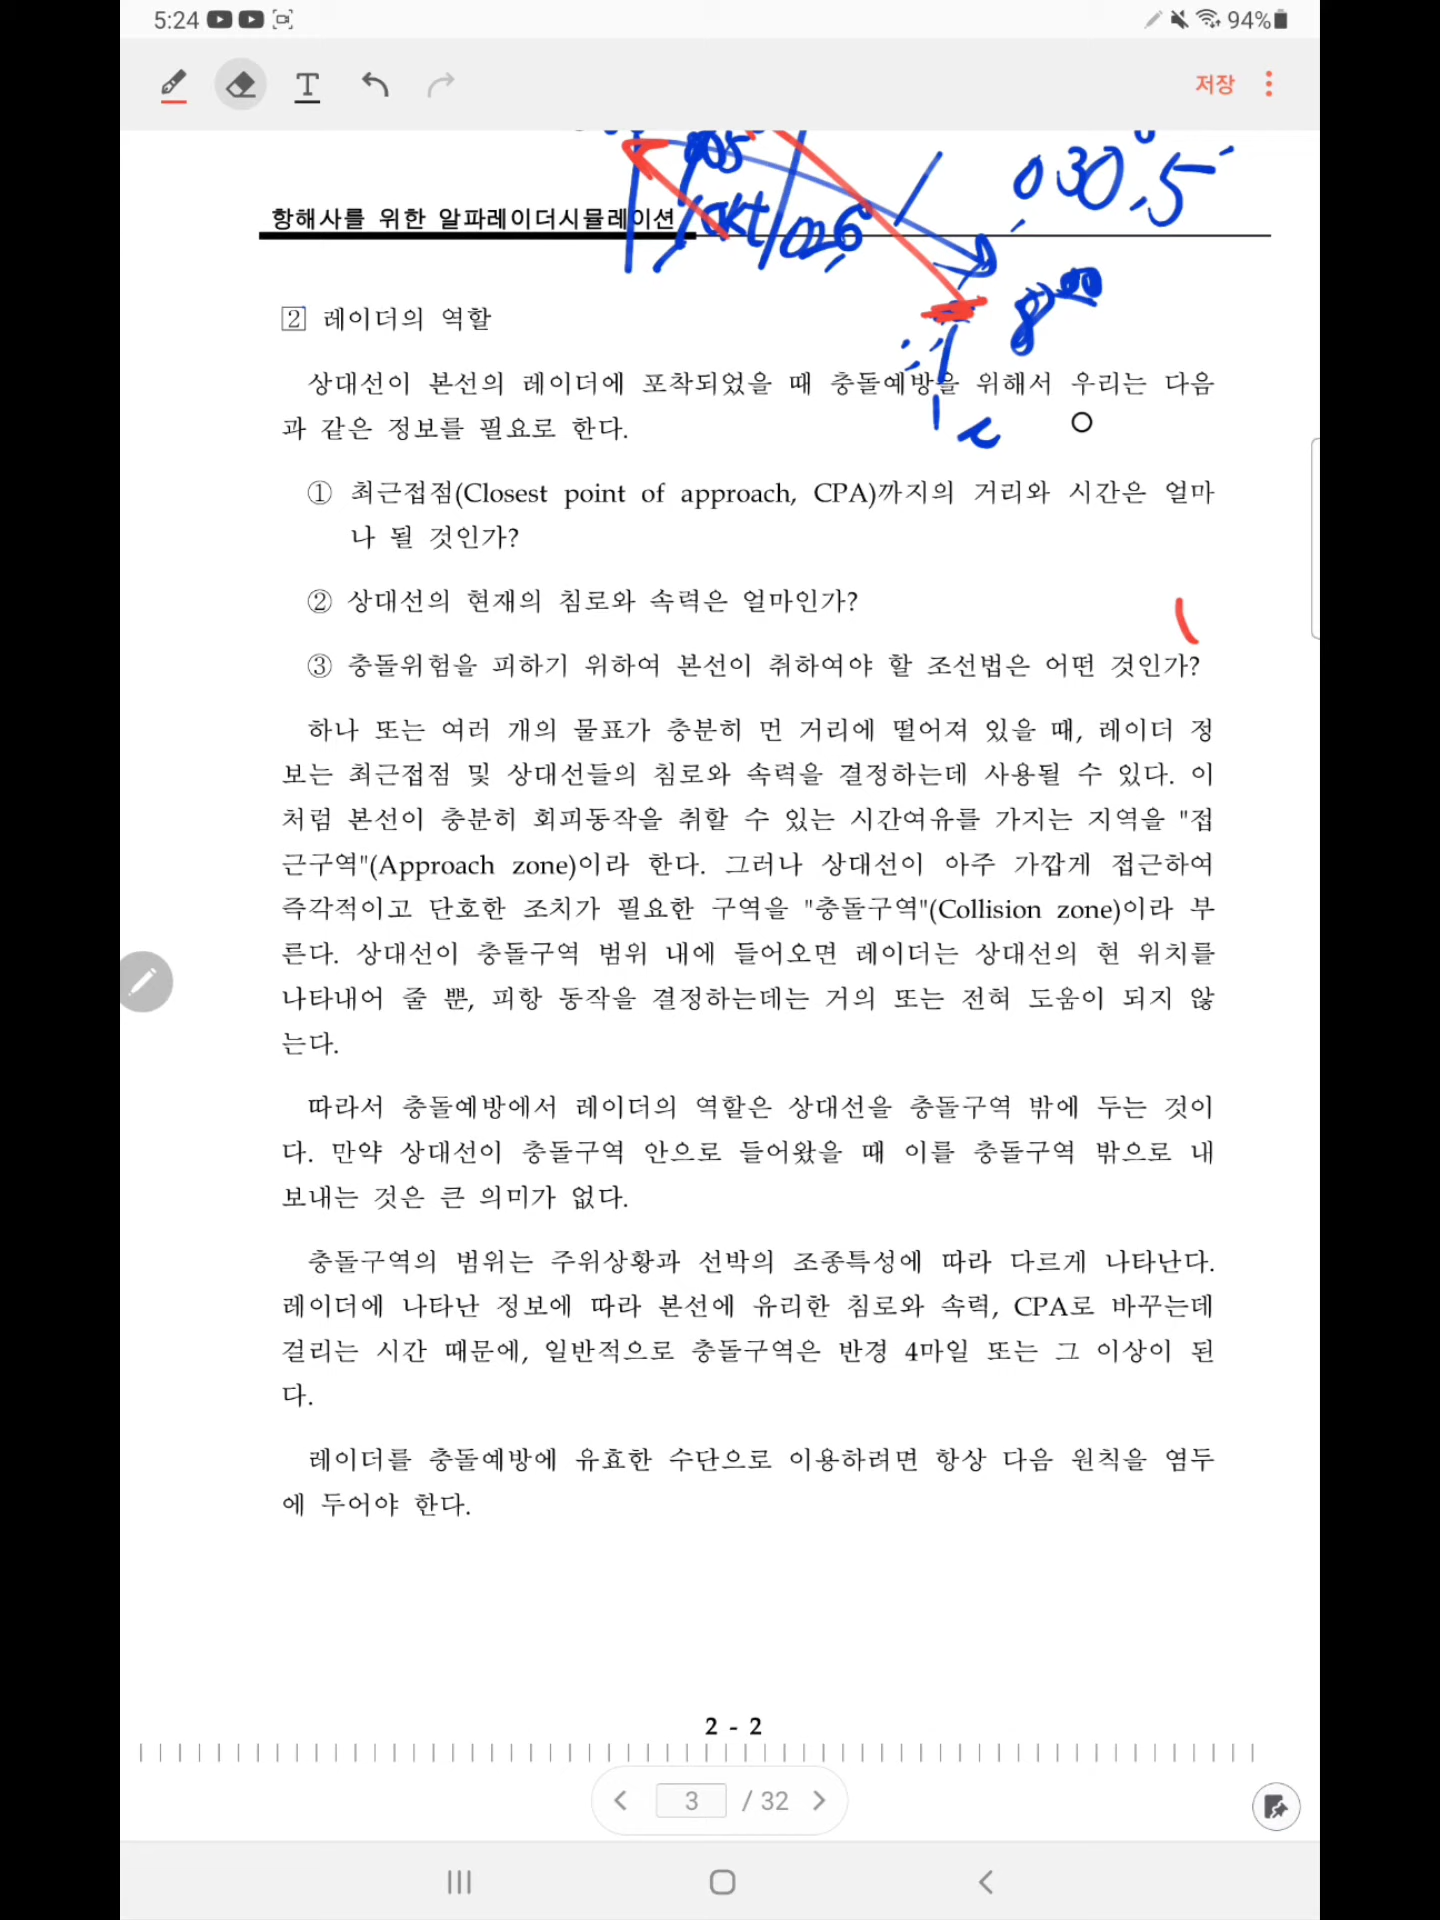 5:24
94%
저장
005
030°.5
10kt/026
항해사를 위한 알파레이더시뮬레이션
800
2 레이더의 역할
상대선이 본선의 레이더에 포착되었을 때 충돌예방을 위해서 우리는 다음
과 같은 정보를 필요로 한다.
① 최근접점(Closest point of approach, CPA)까지의 거리와 시간은 얼마
나 될 것인가?
② 상대선의 현재의 침로와 속력은 얼마인가?
③ 충돌위험을 피하기 위하여 본선이 취하여야 할 조선법은 어떤 것인가?
하나 또는 여러 개의 물표가 충분히 먼 거리에 떨어져 있을 때, 레이더 정
보는 최근접점 및 상대선들의 침로와 속력을 결정하는데 사용될 수 있다. 이
처럼 본선이 충분히 회피동작을 취할 수 있는 시간여유를 가지는 지역을 "접
근구역"(Approach zone)이라 한다. 그러나 상대선이 아주 가깝게 접근하여
즉각적이고 단호한 조치가 필요한 구역을 "충돌구역"(Collision zone)이라 부
른다. 상대선이 충돌구역 범위 내에 들어오면 레이더는 상대선의 현 위치를
나타내어 줄 뿐, 피항 동작을 결정하는데는 거의 또는 전혀 도움이 되지 않
는다.
따라서 충돌예방에서 레이더의 역할은 상대선을 충돌구역 밖에 두는 것이
다. 만약 상대선이 충돌구역 안으로 들어왔을 때 이를 충돌구역 밖으로 내
보내는 것은 큰 의미가 없다.
충돌구역의 범위는 주위상황과 선박의 조종특성에 따라 다르게 나타난다.
레이더에 나타난 정보에 따라 본선에 유리한 침로와 속력, CPA로 바꾸는데
걸리는 시간 때문에, 일반적으로 충돌구역은 반경 4마일 또는 그 이상이 된
다.
레이더를 충돌예방에 유효한 수단으로 이용하려면 항상 다음 원칙을 염두
에 두어야 한다.
2 - 2
3 / 32